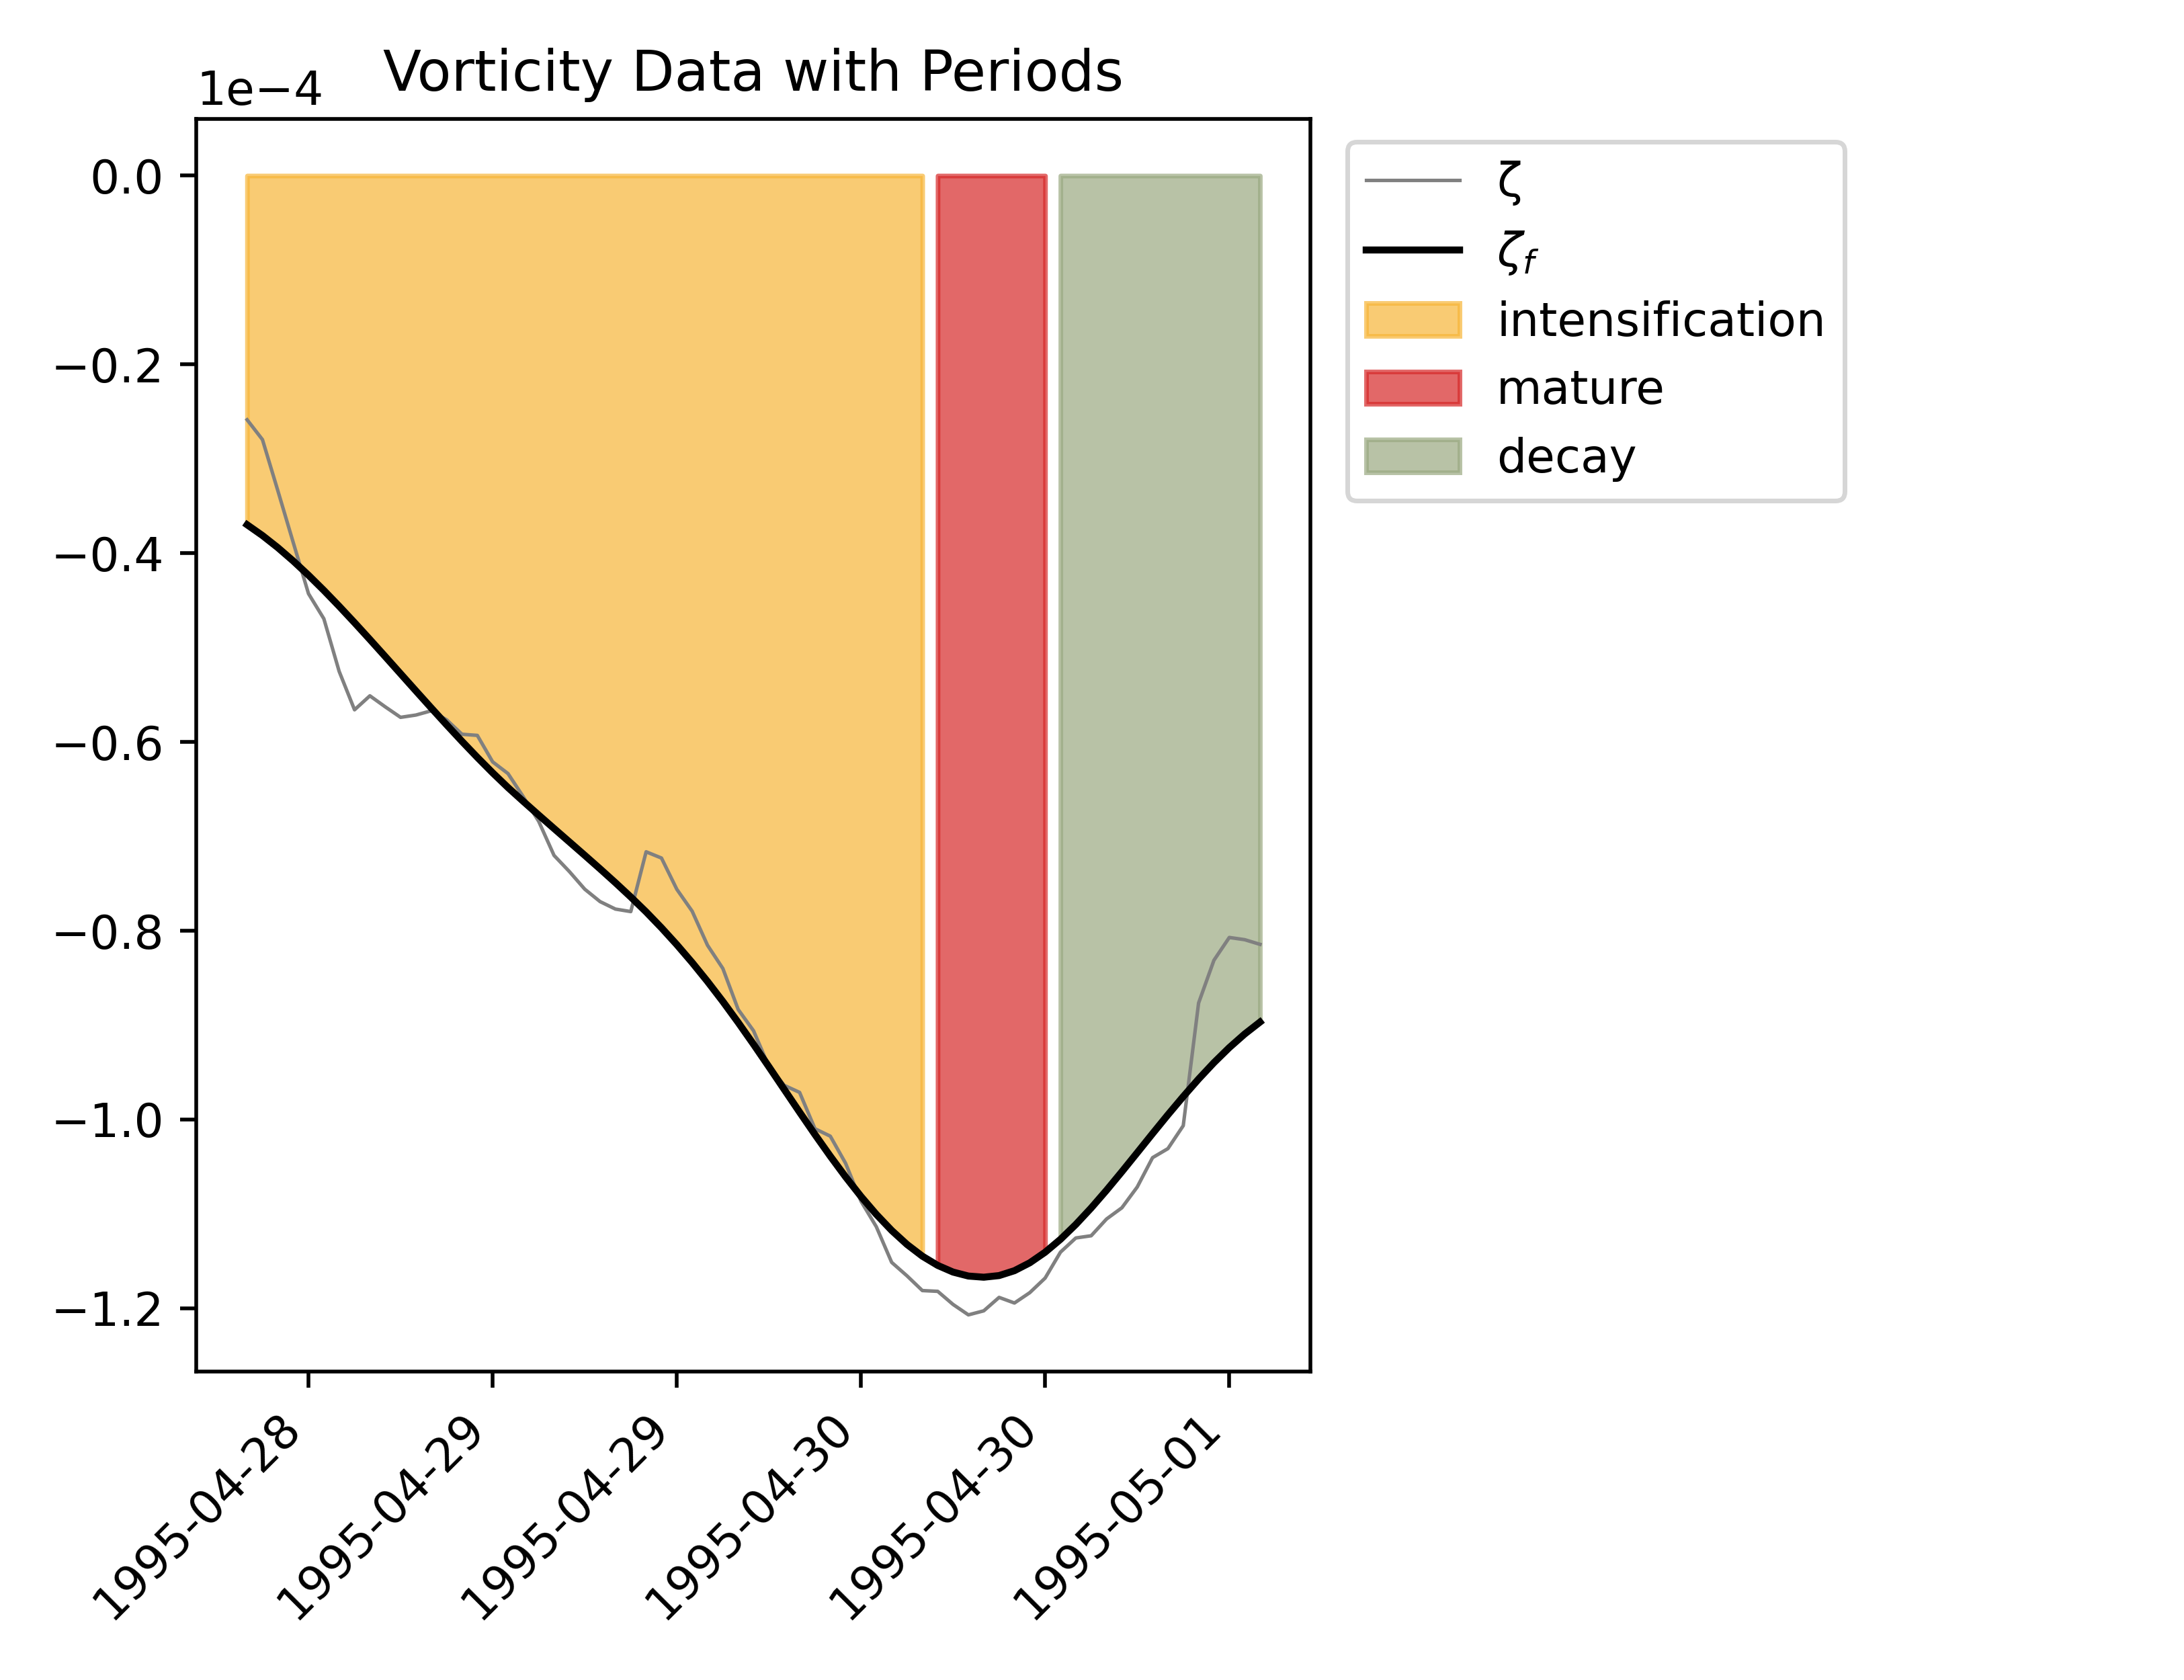 Vorticity Data with Periods
1e−4
0.0
−0.2
−0.4
−0.6
−0.8
−1.0
−1.2
1995-04-28
1995-04-29
1995-04-29
1995-04-30
1995-04-30
1995-05-01
ζ
ζf
intensification
mature
decay